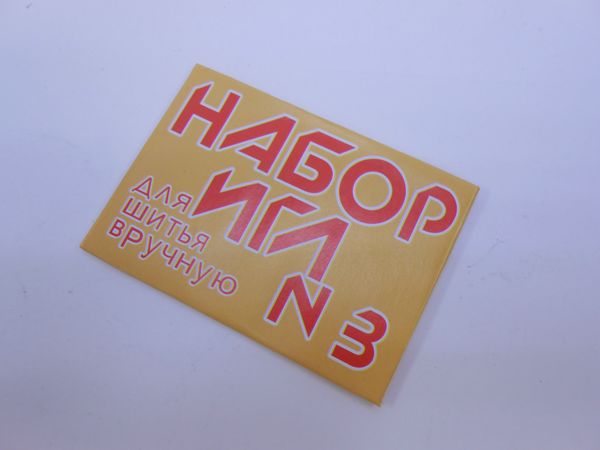 НАБОР
ИГЛ
N 3
для
шитья
вручную